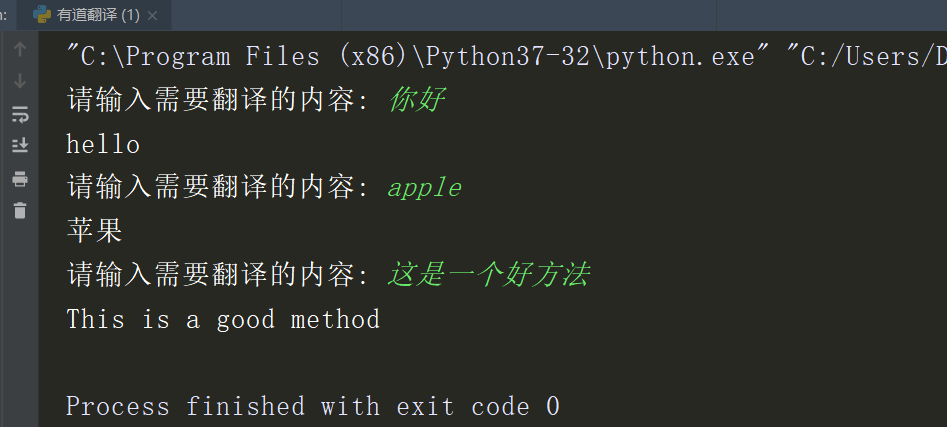 n:
有道翻译 (1)
"C:\Program Files (x86)\Python37-32\python.exe" "C:/Users/D
请输入需要翻译的内容: 你好
hello
请输入需要翻译的内容: apple
苹果
请输入需要翻译的内容: 这是一个好方法
This is a good method
Process finished with exit code 0